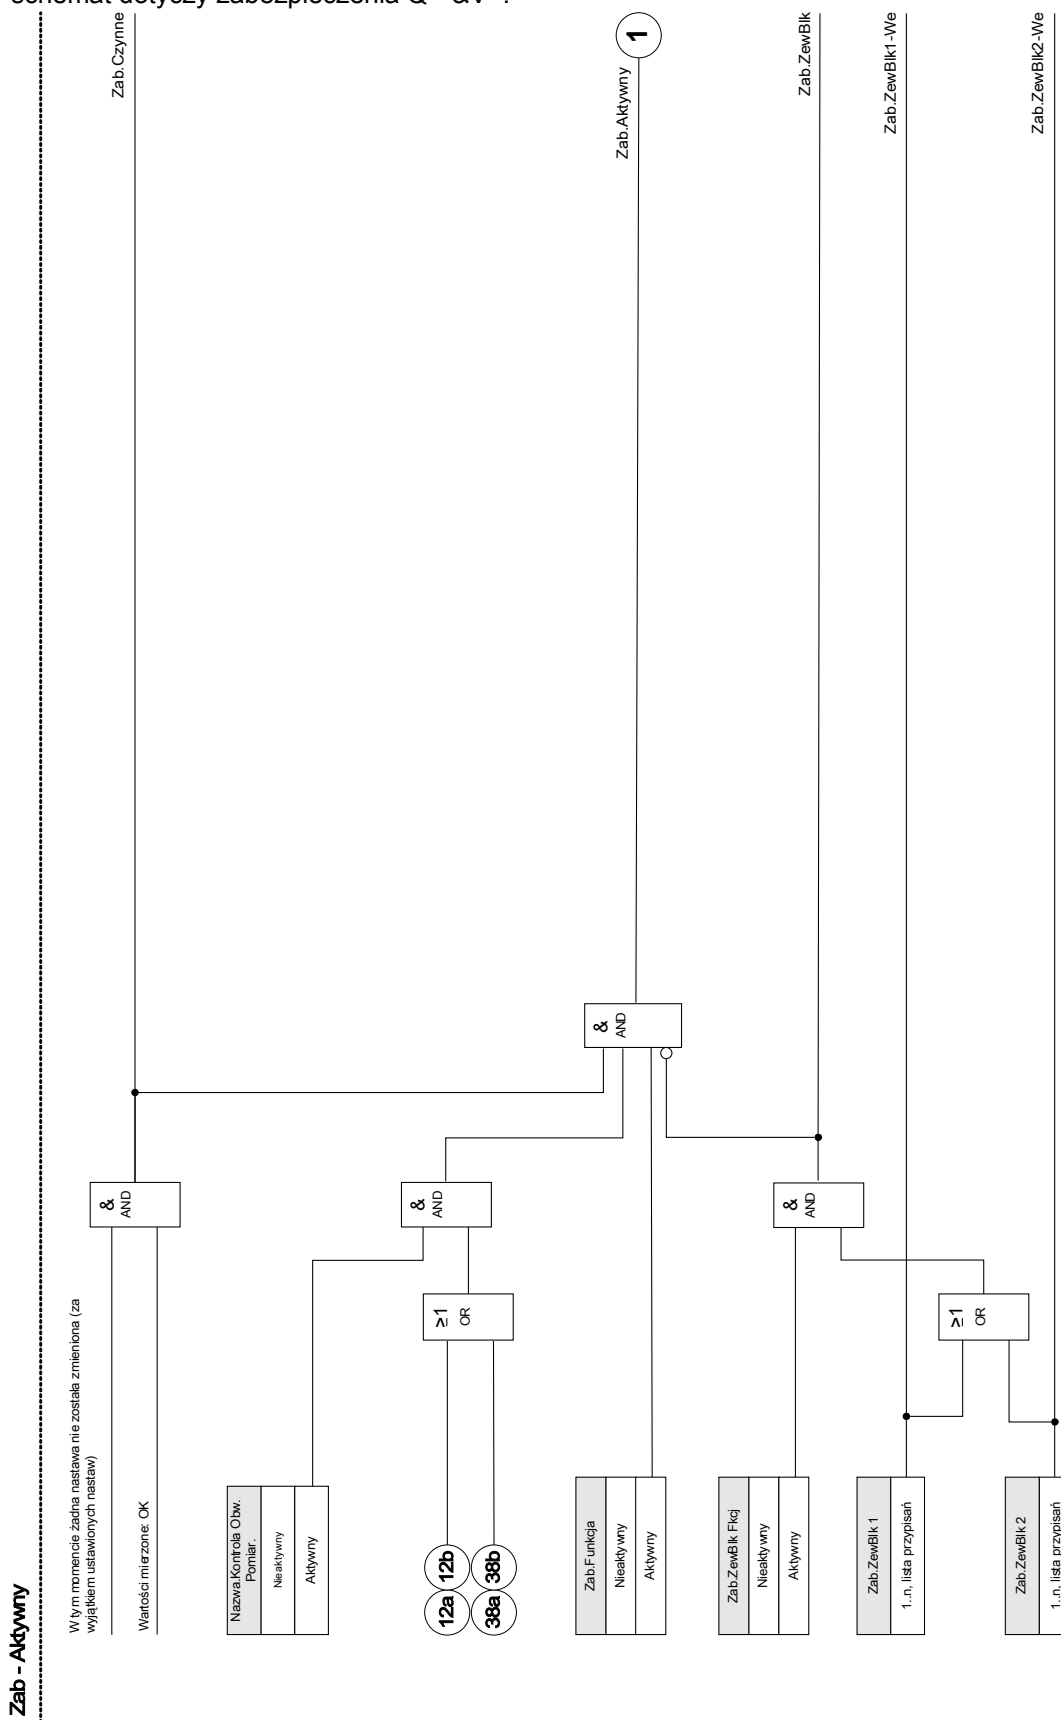 schemat dotyczy zabezpieczenia Q
Zab - Aktywny
W tym momencie żadna nastawa nie została zmieniona (za
wyjątkiem ustawionych nastaw)
Wartości mierzone: OK
&
AND
Zab.Czynne
Nazwa.Kontrola Obw.
Pomiar.
Nieaktywny
Aktywny
12a 12b
38a 38b
≥1
OR
&
AND
Zab.Funkcja
Nieaktywny
Aktywny
&
AND
Zab.Aktywny
1
Zab.ZewBlk Fkcj
Nieaktywny
Aktywny
&
AND
Zab.ZewBlk
Zab.ZewBlk 1
1..n, lista przypisań
≥1
OR
Zab.ZewBlk1-We
Zab.ZewBlk 2
1..n, lista przypisań
Zab.ZewBlk2-We